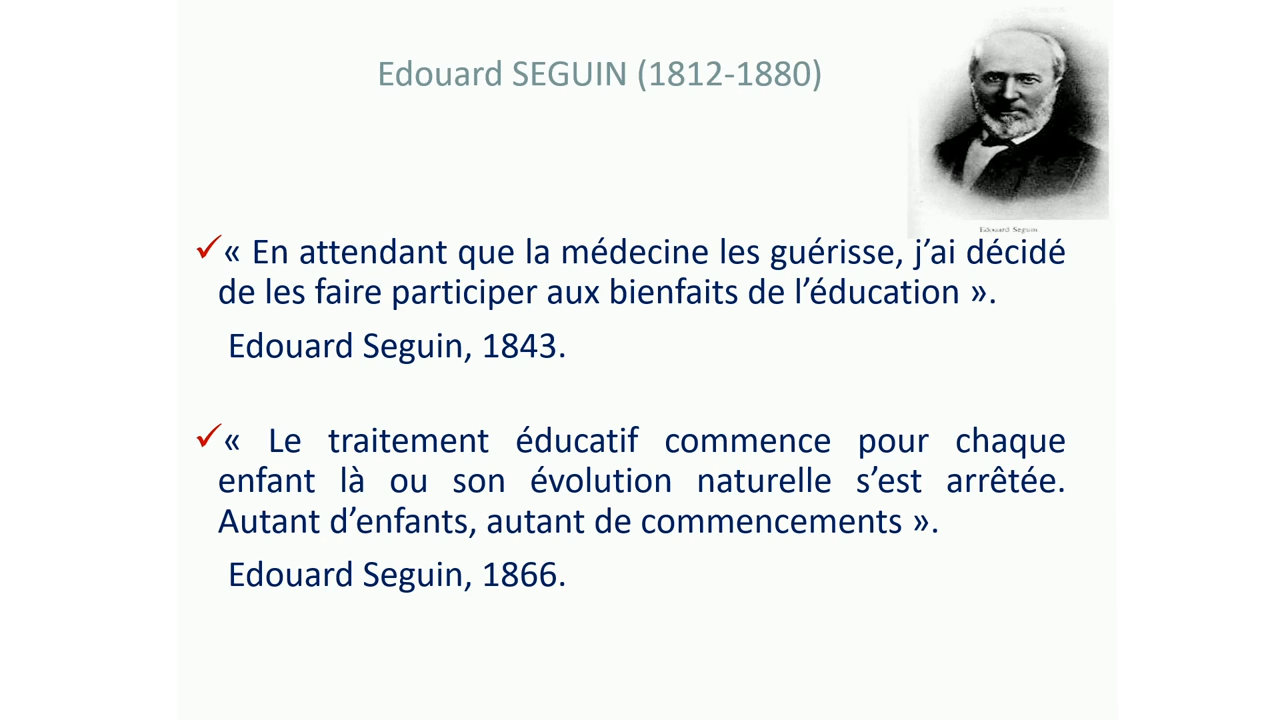 Edouard SEGUIN (1812-1880)
Edouard Seguin
✓« En attendant que la médecine les guérisse, j’ai décidé
de les faire participer aux bienfaits de l’éducation ».
Edouard Seguin, 1843.
✓« Le traitement éducatif commence pour chaque
enfant là ou son évolution naturelle s’est arrêtée.
Autant d’enfants, autant de commencements ».
Edouard Seguin, 1866.